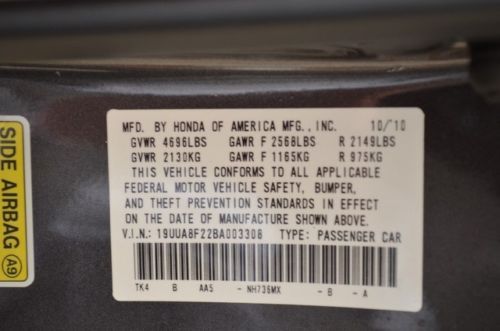 MFD. BY HONDA OF AMERICA MFG., INC. 10/10
GVWR 4696LBS GAWR F 2568LBS R 2149LBS
GVWR 2130KG GAWR F 1165KG R 975KG
THIS VEHICLE CONFORMS TO ALL APPLICABLE
FEDERAL MOTOR VEHICLE SAFETY, BUMPER,
AND THEFT PREVENTION STANDARDS IN EFFECT
ON THE DATE OF MANUFACTURE SHOWN ABOVE.
V.I.N.: 19UUA8F22BA003308 TYPE: PASSENGER CAR
TK4 B AA5 - NH736MX - B - A
SIDE AIRBAG
A9